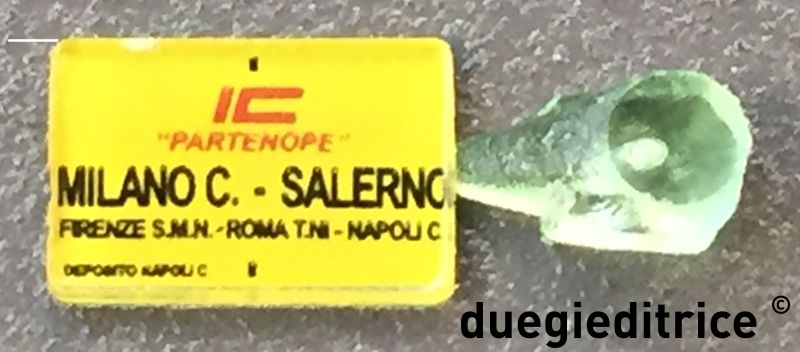 IC
"PARTENOPE"
MILANO C. - SALERNO
FIRENZE S.M.N. - ROMA T.NI - NAPOLI C
DEPOSITO NAPOLI C
duegieditrice ©